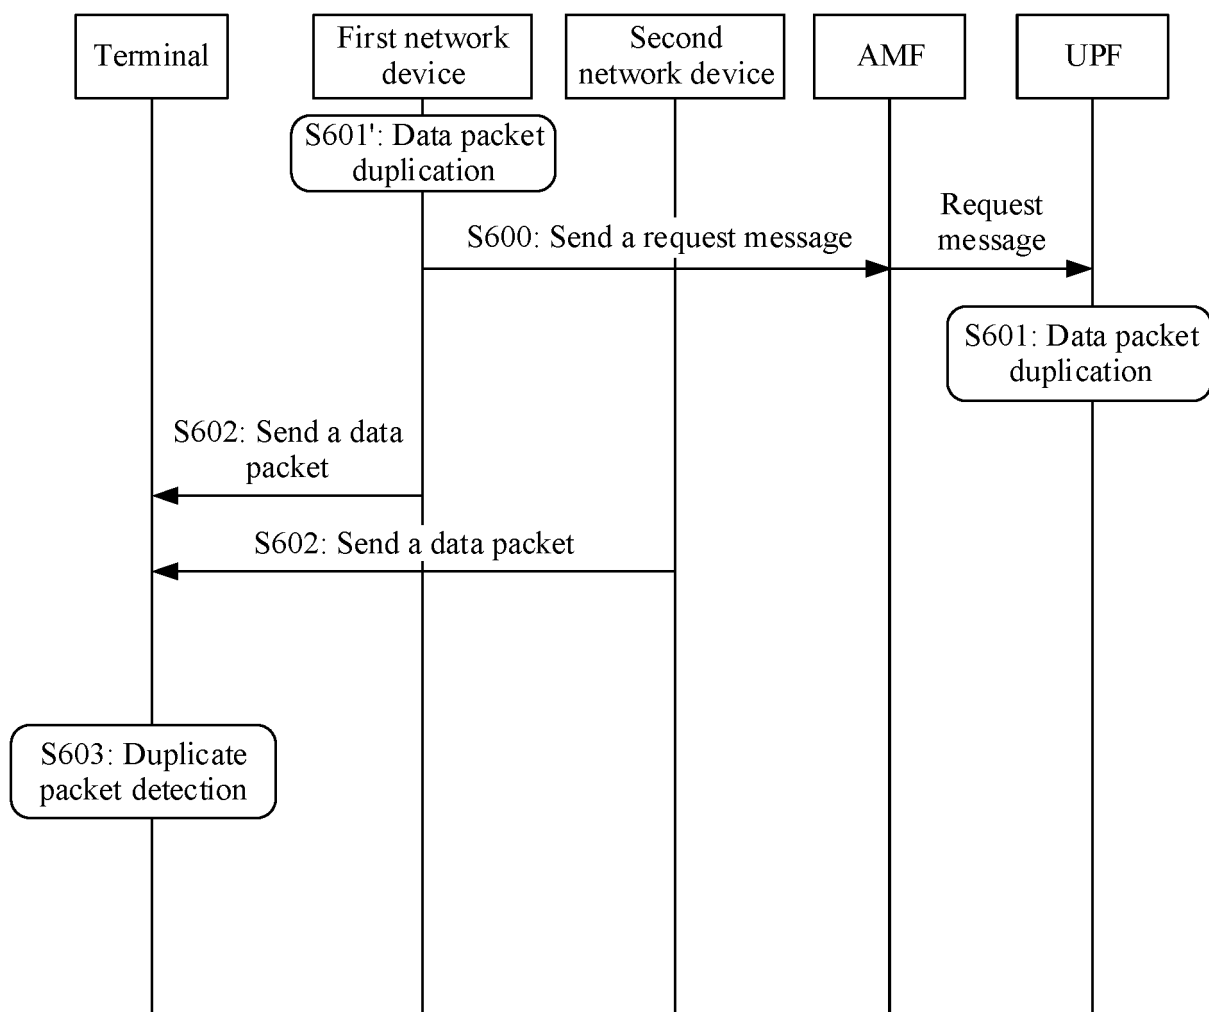 Terminal
First network
device
Second
network device
AMF
UPF
S601': Data packet
duplication
S600: Send a request message
Request
message
S601: Data packet
duplication
S602: Send a data
packet
S602: Send a data packet
S603: Duplicate
packet detection